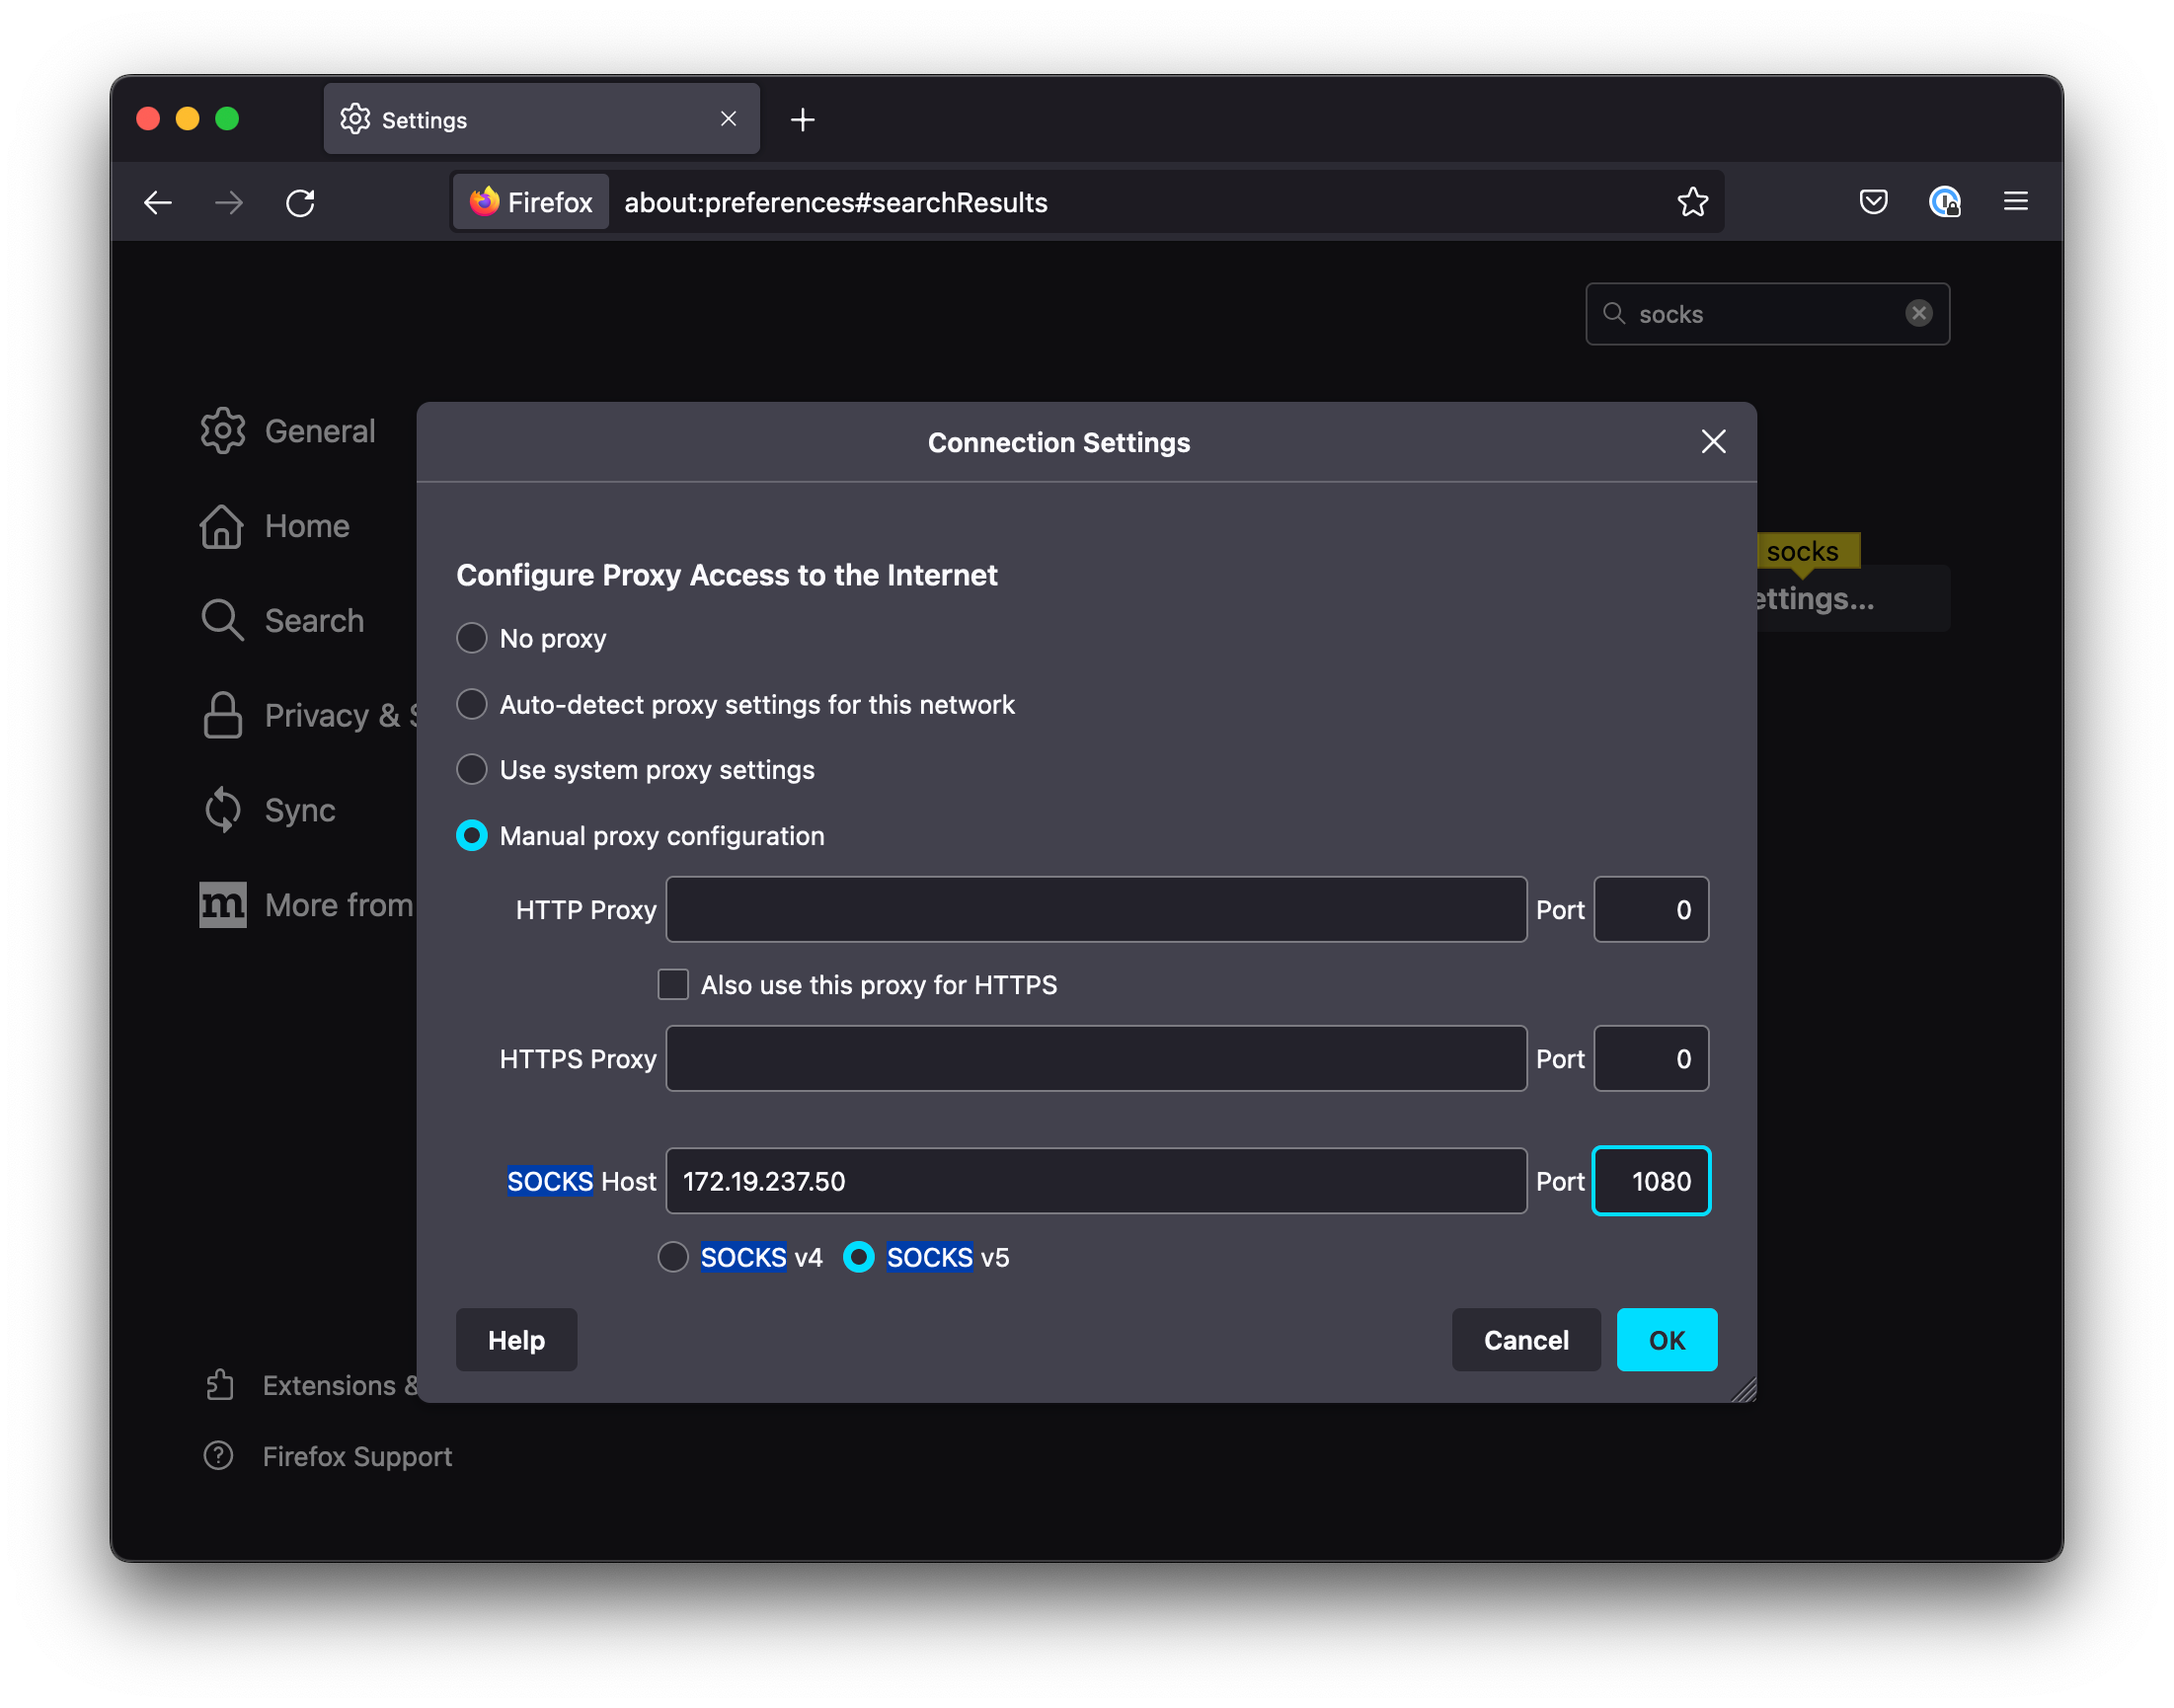 Settings
Firefox about:preferences#searchResults
socks
General
Home
Search
Privacy & S
Sync
m More from
Extensions &
Firefox Support
socks
ettings...
Connection Settings
Configure Proxy Access to the Internet
No proxy
Auto-detect proxy settings for this network
Use system proxy settings
Manual proxy configuration
HTTP Proxy Port 0
Also use this proxy for HTTPS
HTTPS Proxy Port 0
SOCKS Host 172.19.237.50 Port 1080
SOCKS v4 SOCKS v5
Help Cancel OK